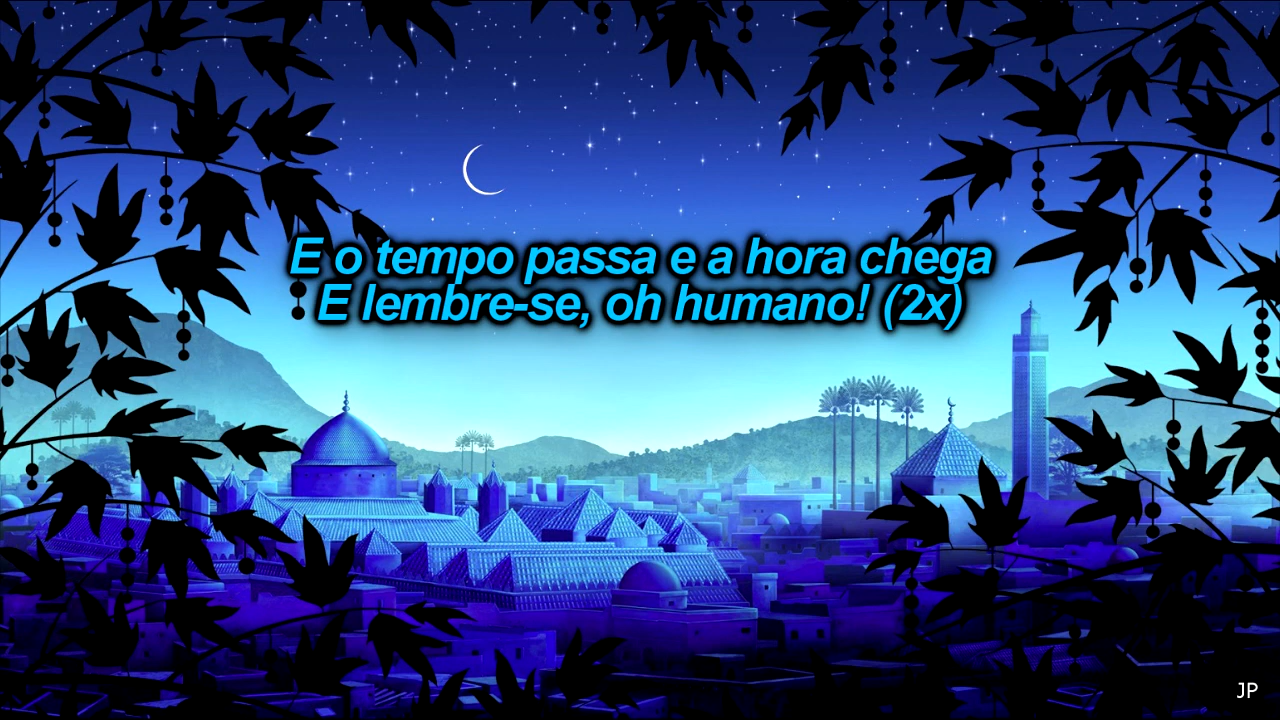 E o tempo passa e a hora chega
E lembre-se, oh humano! (2x)
JP